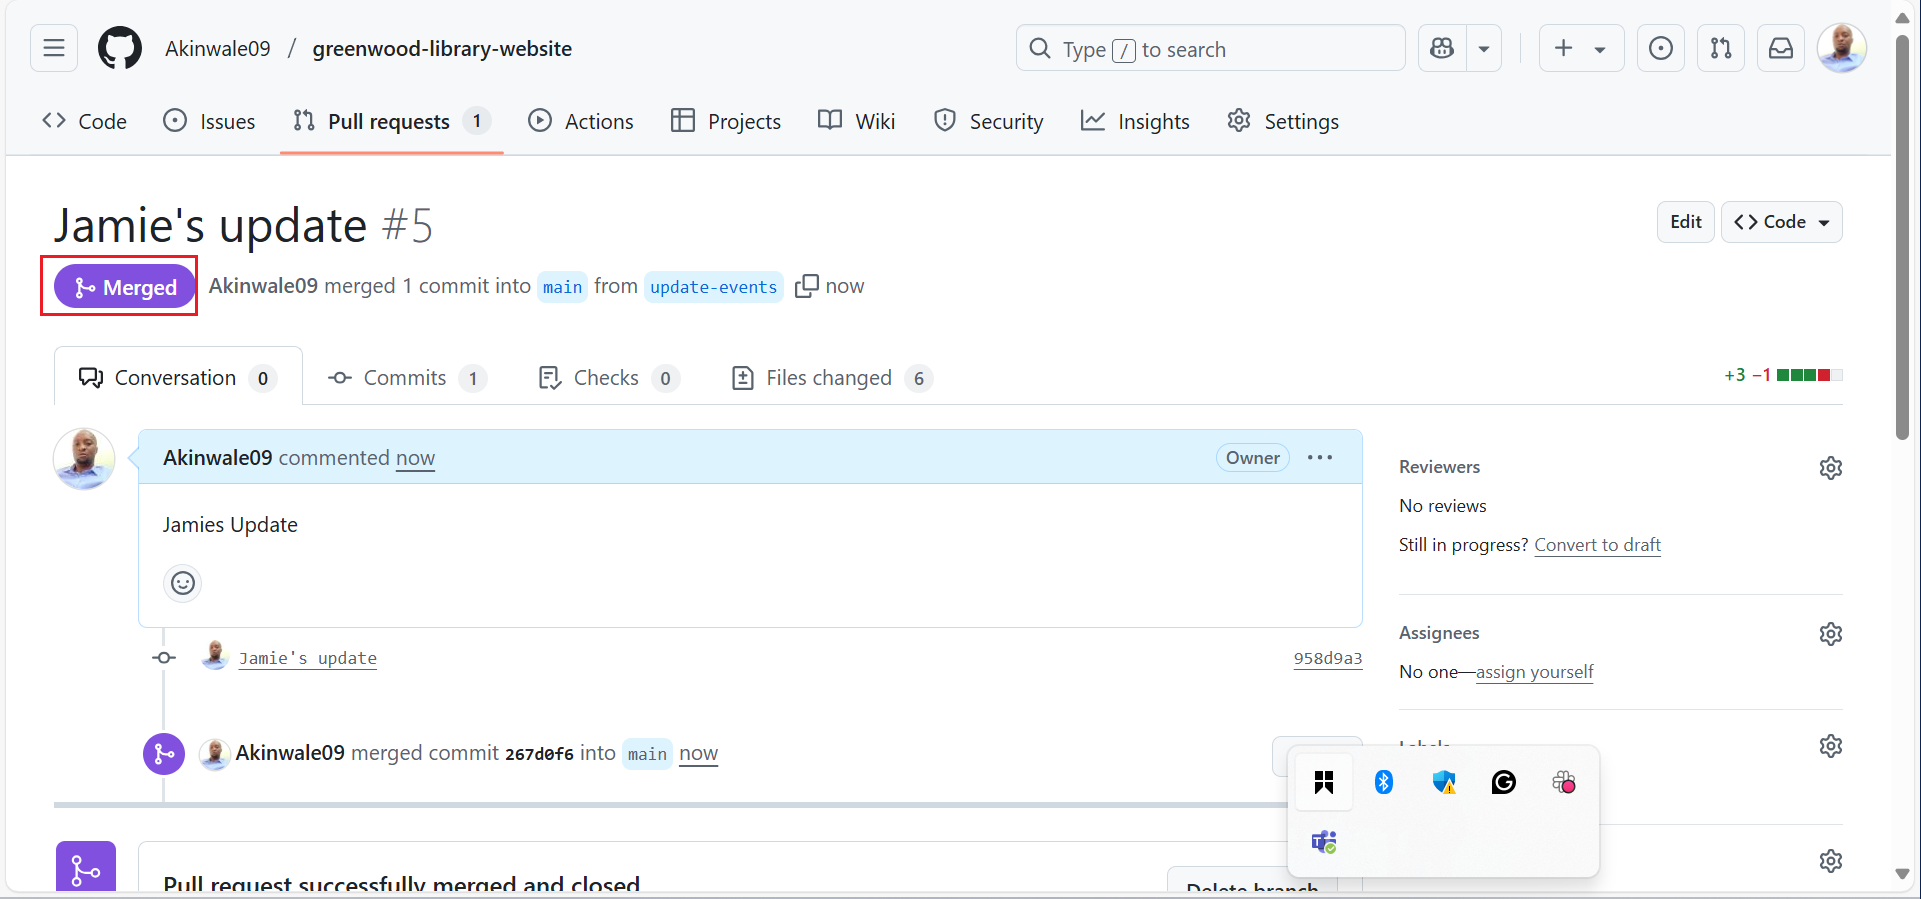 Akinwale09 / greenwood-library-website
Type / to search
Code Issues Pull requests 1 Actions Projects Wiki Security Insights Settings
Jamie's update #5
Edit Code
Merged Akinwale09 merged 1 commit into main from update-events now
Conversation 0 Commits 1 Checks 0 Files changed 6
+3 −1
Akinwale09 commented now
Owner
Jamies Update
Jamie's update
958d9a3
Akinwale09 merged commit 267d0f6 into main now
Pull request successfully merged and closed
Delete branch
Reviewers
No reviews
Still in progress? Convert to draft
Assignees
No one—assign yourself
Labels